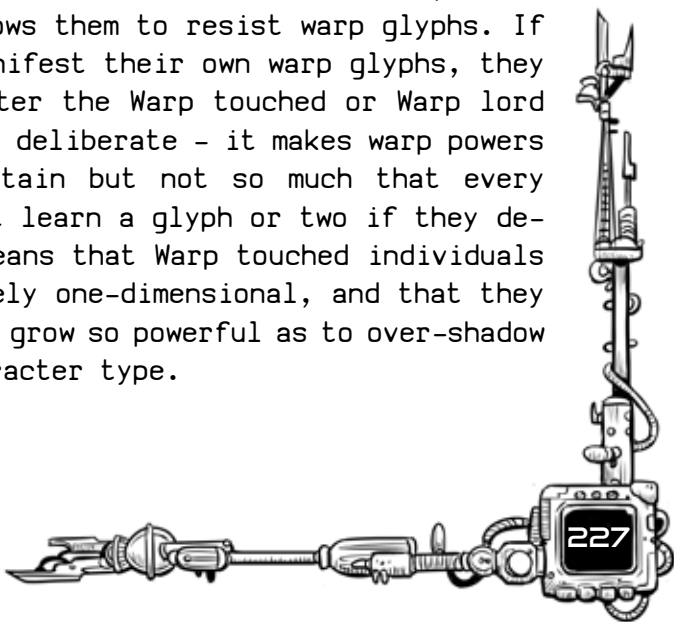 ows them to resist warp glyphs. If
nifest their own warp glyphs, they
ter the Warp touched or Warp lord
deliberate – it makes warp powers
tain but not so much that every
learn a glyph or two if they de-
eans that Warp touched individuals
ely one-dimensional, and that they
grow so powerful as to over-shadow
racter type.
227